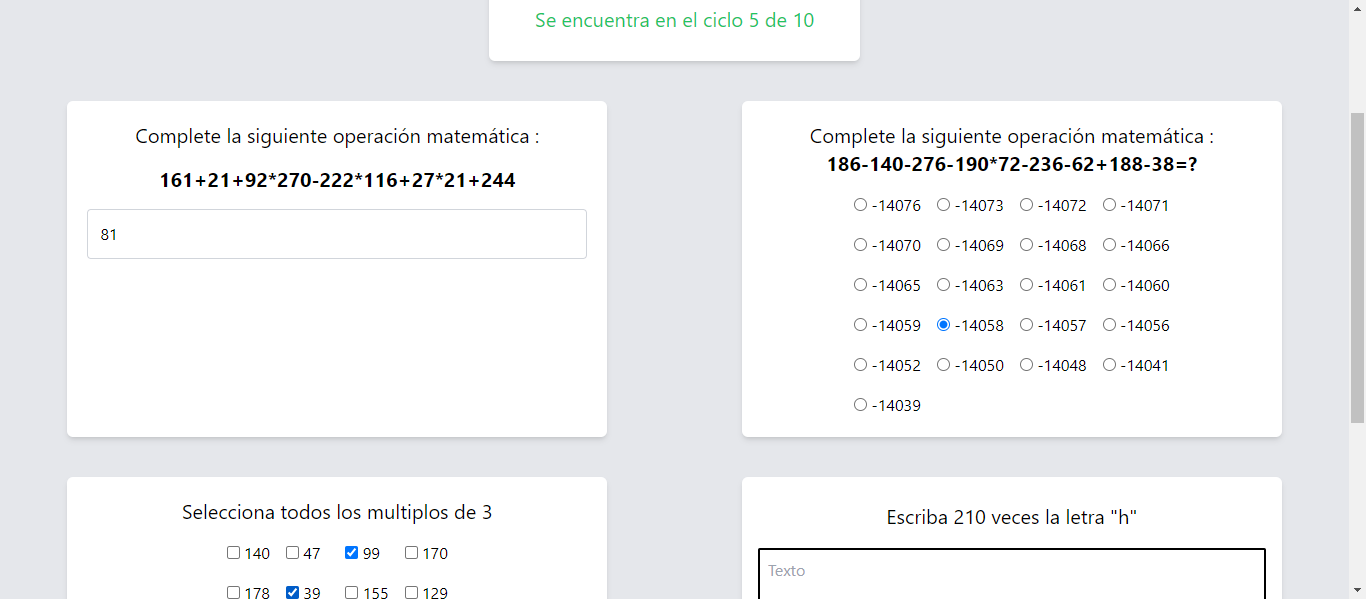 Se encuentra en el ciclo 5 de 10
Complete la siguiente operación matemática :
161+21+92*270-222*116+27*21+244
81
Complete la siguiente operación matemática :
186-140-276-190*72-236-62+188-38=?
-14076 -14073 -14072 -14071
-14070 -14069 -14068 -14066
-14065 -14063 -14061 -14060
-14059 -14058 -14057 -14056
-14052 -14050 -14048 -14041
-14039
Selecciona todos los multiplos de 3
140 47 99 170
178 39 155 129
Escriba 210 veces la letra "h"
Texto